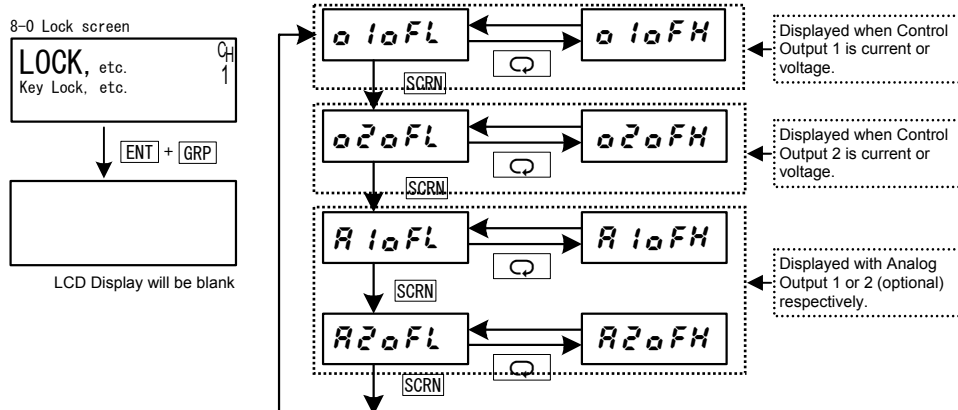 8-0 Lock screen
LOCK, etc.
CH
1
Key Lock, etc.
ENT + GRP
LCD Display will be blank
o1oFL
o1oFH
SCRN
Displayed when Control
Output 1 is current or
voltage.
o2oFL
o2oFH
SCRN
Displayed when Control
Output 2 is current or
voltage.
A1oFL
A1oFH
SCRN
Displayed with Analog
Output 1 or 2 (optional)
respectively.
A2oFL
A2oFH
SCRN